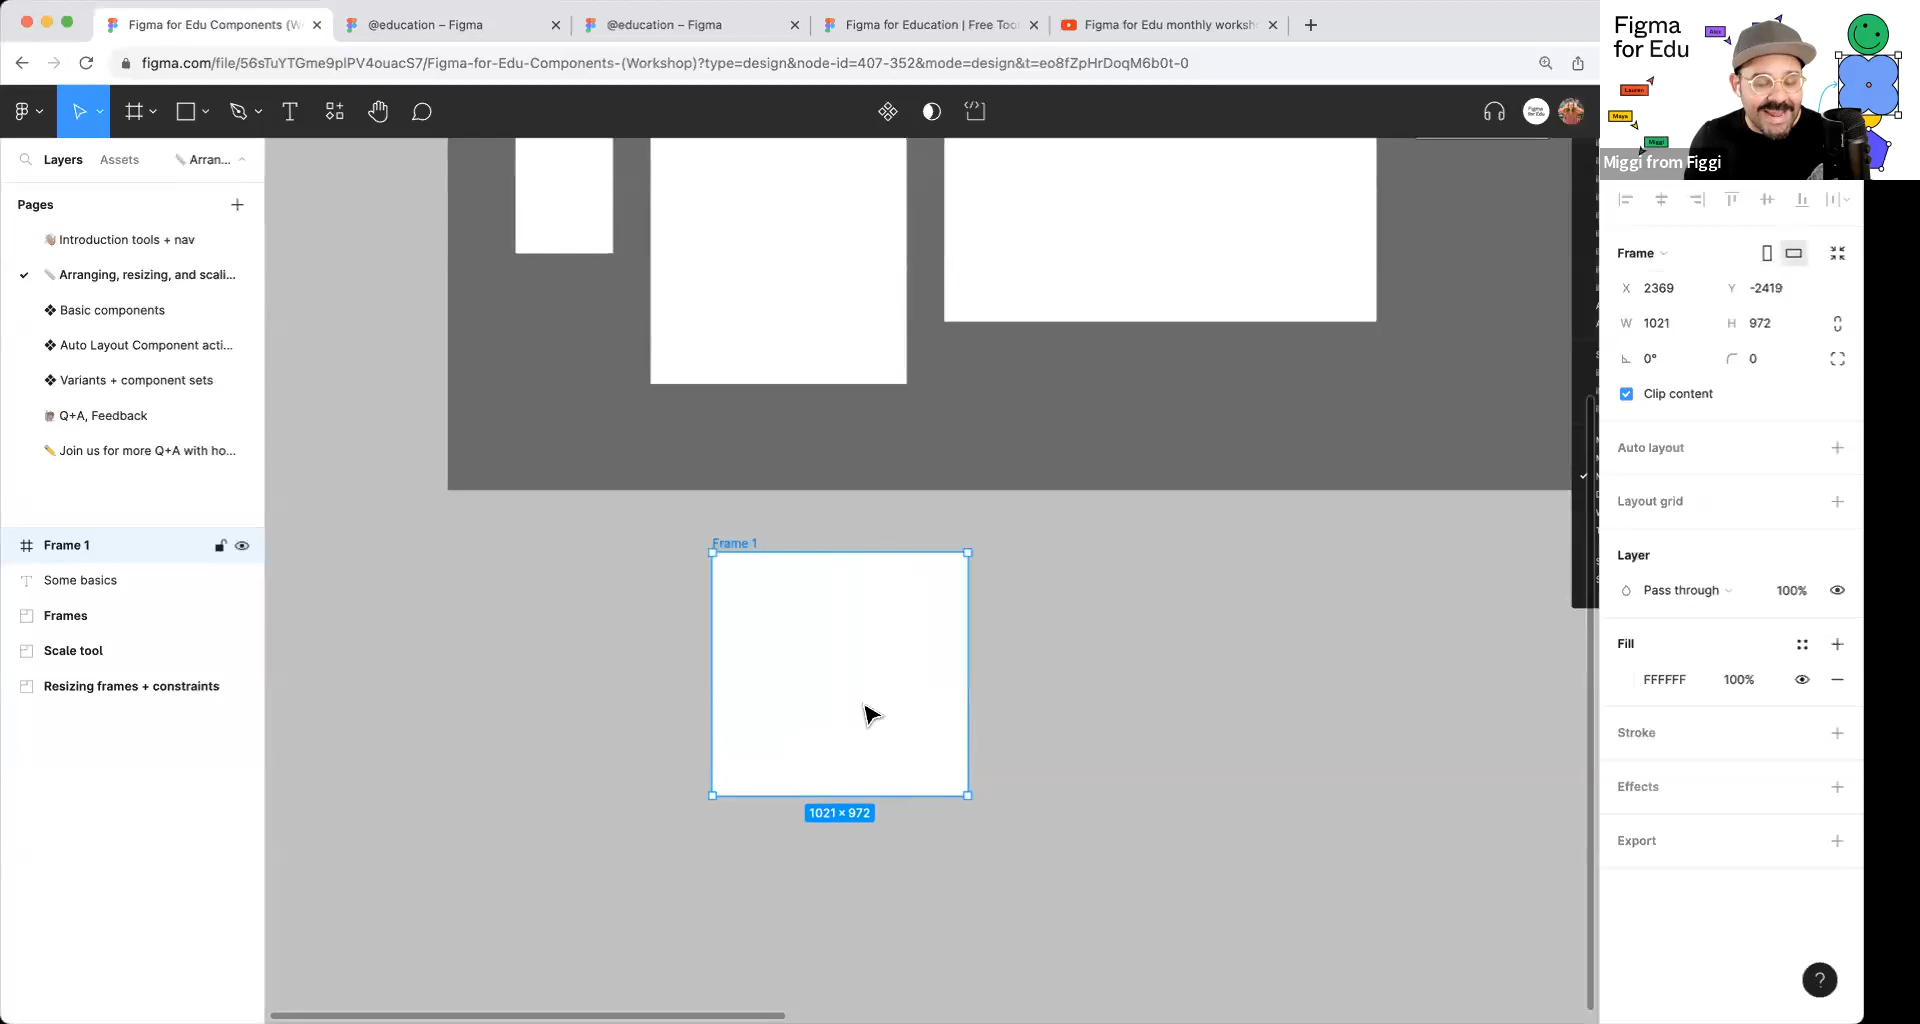 Figma for Edu Components (W
@education – Figma
@education – Figma
Figma for Education | Free Too
Figma for Edu monthly worksh
figma.com/file/56sTuYTGme9plPV4ouacS7/Figma-for-Edu-Components-(Workshop)?type=design&node-id=407-352&mode=design&t=eo8fZpHrDoqM6b0t-0
Figma
for Edu
Alex
Lauren
Maya
Miggi
Miggi from Figgi
Layers
Assets
Arran...
Pages
Introduction tools + nav
Arranging, resizing, and scali...
Basic components
Auto Layout Component acti...
Variants + component sets
Q+A, Feedback
Join us for more Q+A with ho...
Frame 1
Some basics
Frames
Scale tool
Resizing frames + constraints
Frame 1
1021 × 972
Frame
X 2369 Y -2419
W 1021 H 972
0° 0
Clip content
Auto layout
Layout grid
Layer
Pass through 100%
Fill
FFFFFF 100%
Stroke
Effects
Export
?